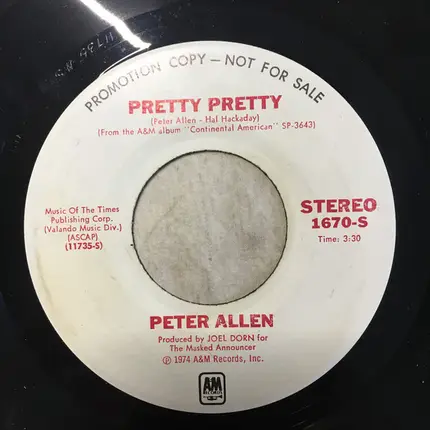 PROMOTION COPY — NOT FOR SALE
PRETTY PRETTY
(Peter Allen - Hal Hackaday)
(From the A&M album "Continental American" SP-3643)
Music Of The Times
Publishing Corp.
(Valando Music Div.)
(ASCAP)
(11735-S)
STEREO
1670-S
Time: 3:30
PETER ALLEN
Produced by JOEL DORN for
The Masked Announcer
℗ 1974 A&M Records, Inc.
A&M
RECORDS